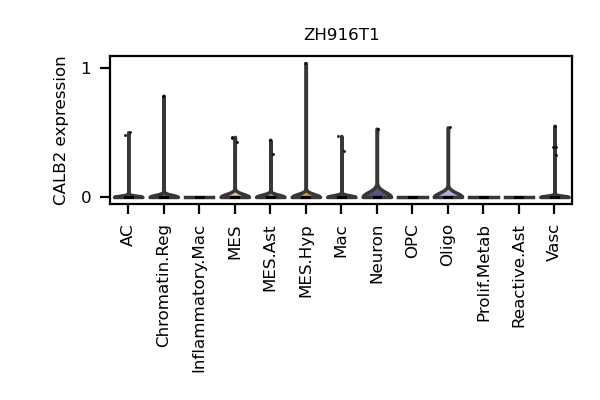 ZH916T1
CALB2 expression
1
0
AC
Chromatin.Reg
Inflammatory.Mac
MES
MES.Ast
MES.Hyp
Mac
Neuron
OPC
Oligo
Prolif.Metab
Reactive.Ast
Vasc